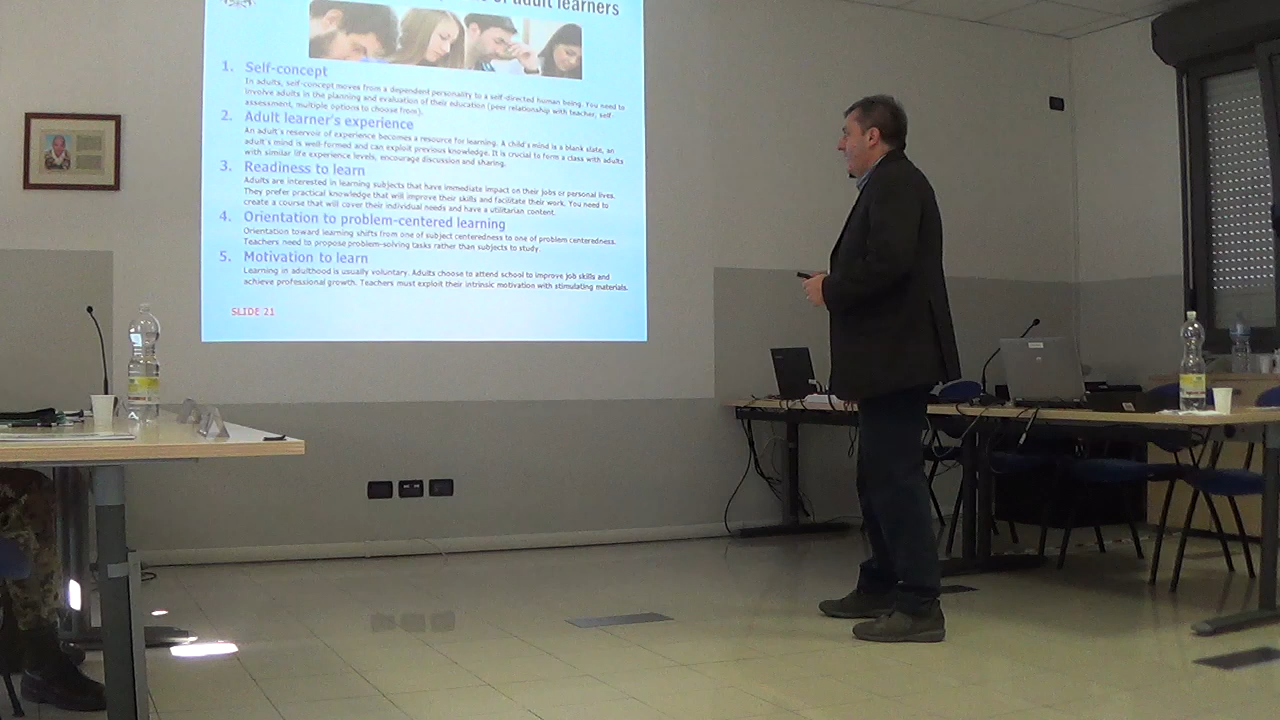 of adult learners
1. Self-concept
In adults, self-concept moves from a dependent personality to a self-directed human being. You need to
involve adults in the planning and evaluation of their education (peer relationship with teacher, self-
assessment, multiple options to choose from).
2. Adult learner's experience
An adult's reservoir of experience becomes a resource for learning. A child's mind is a blank slate, an
adult's mind is well-formed and can exploit previous knowledge. It is crucial to form a class with adults
with similar life experience levels, encourage discussion and sharing.
3. Readiness to learn
Adults are interested in learning subjects that have immediate impact on their jobs or personal lives.
They prefer practical knowledge that will improve their skills and facilitate their work. You need to
create a course that will cover their individual needs and have a utilitarian content.
4. Orientation to problem-centered learning
Orientation toward learning shifts from one of subject centeredness to one of problem centeredness.
Teachers need to propose problem-solving tasks rather than subjects to study.
5. Motivation to learn
Learning in adulthood is usually voluntary. Adults choose to attend school to improve job skills and
achieve professional growth. Teachers must exploit their intrinsic motivation with stimulating materials.
SLIDE 21